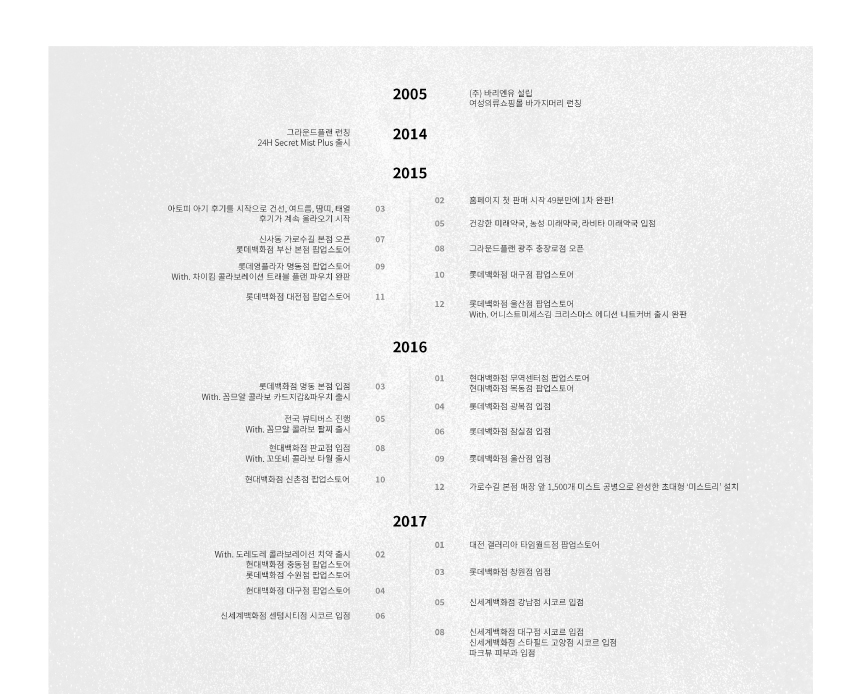 2005
(주) 바리엔유 설립
여성의류쇼핑몰 바가지머리 런칭
그라운드플랜 런칭
24H Secret Mist Plus 출시
2014
2015
02 홈페이지 첫 판매 시작 49분만에 1차 완판!
03 아토피 아기 후기를 시작으로 건선, 여드름, 땀띠, 태열
후기가 계속 올라오기 시작
05 건강한 미래약국, 농성 미래약국, 라비타 미래약국 입점
07 신사동 가로수길 본점 오픈
롯데백화점 부산 본점 팝업스토어
08 그라운드플랜 광주 충장로점 오픈
09 롯데영플라자 명동점 팝업스토어
With. 차이킴 콜라보레이션 트래블 플랜 파우치 완판
10 롯데백화점 대구점 팝업스토어
11 롯데백화점 대전점 팝업스토어
12 롯데백화점 울산점 팝업스토어
With. 어니스트미세스김 크리스마스 에디션 니트커버 출시 완판
2016
01 현대백화점 무역센터점 팝업스토어
현대백화점 목동점 팝업스토어
03 롯데백화점 명동 본점 입점
With. 꼼므알 콜라보 카드지갑&파우치 출시
04 롯데백화점 광복점 입점
05 전국 뷰티버스 진행
With. 꼼므알 콜라보 팔찌 출시
06 롯데백화점 잠실점 입점
08 현대백화점 판교점 입점
With. 꼬또네 콜라보 타월 출시
09 롯데백화점 울산점 입점
10 현대백화점 신촌점 팝업스토어
12 가로수길 본점 매장 앞 1,500개 미스트 공병으로 완성한 초대형 '미스트리' 설치
2017
01 대전 갤러리아 타임월드점 팝업스토어
02 With. 도레도레 콜라보레이션 치약 출시
현대백화점 중동점 팝업스토어
롯데백화점 수원점 팝업스토어
03 롯데백화점 창원점 입점
04 현대백화점 대구점 팝업스토어
05 신세계백화점 강남점 시코르 입점
06 신세계백화점 센텀시티점 시코르 입점
08 신세계백화점 대구점 시코르 입점
신세계백화점 스타필드 고양점 시코르 입점
파크뷰 피부과 입점